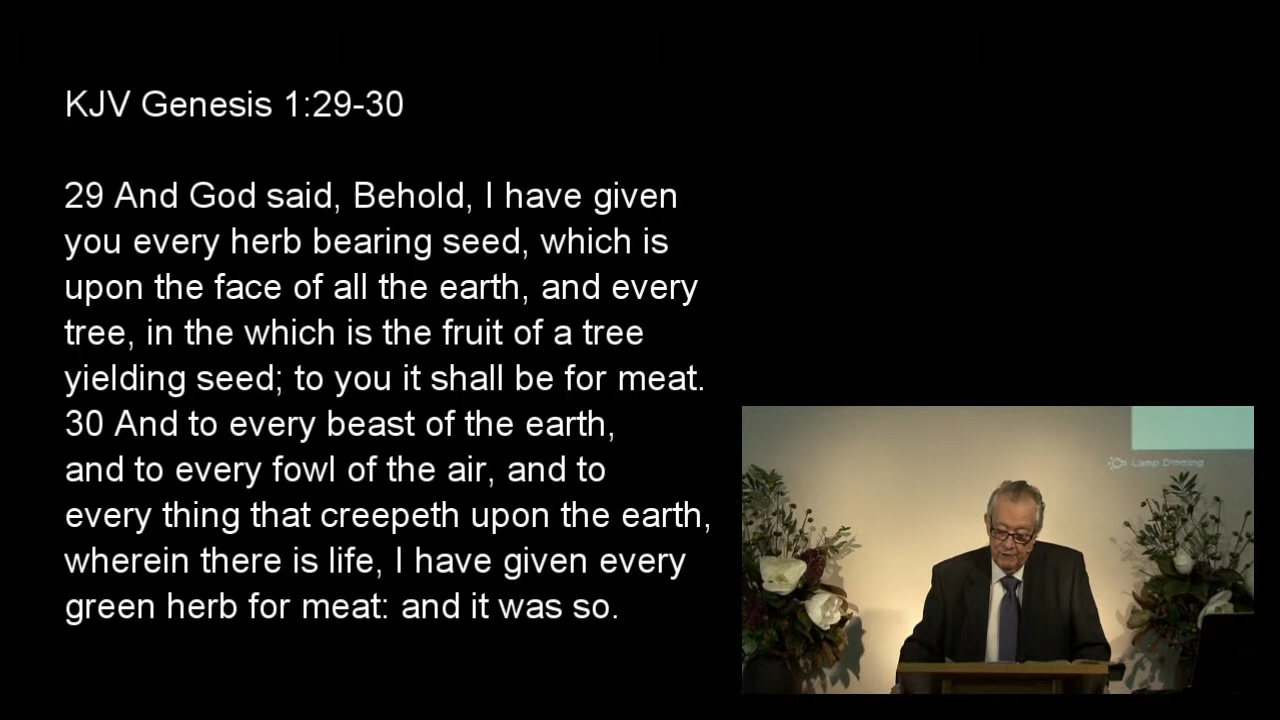 KJV Genesis 1:29-30
29 And God said, Behold, I have given
you every herb bearing seed, which is
upon the face of all the earth, and every
tree, in the which is the fruit of a tree
yielding seed; to you it shall be for meat.
30 And to every beast of the earth,
and to every fowl of the air, and to
every thing that creepeth upon the earth,
wherein there is life, I have given every
green herb for meat: and it was so.
Lamp Dimming